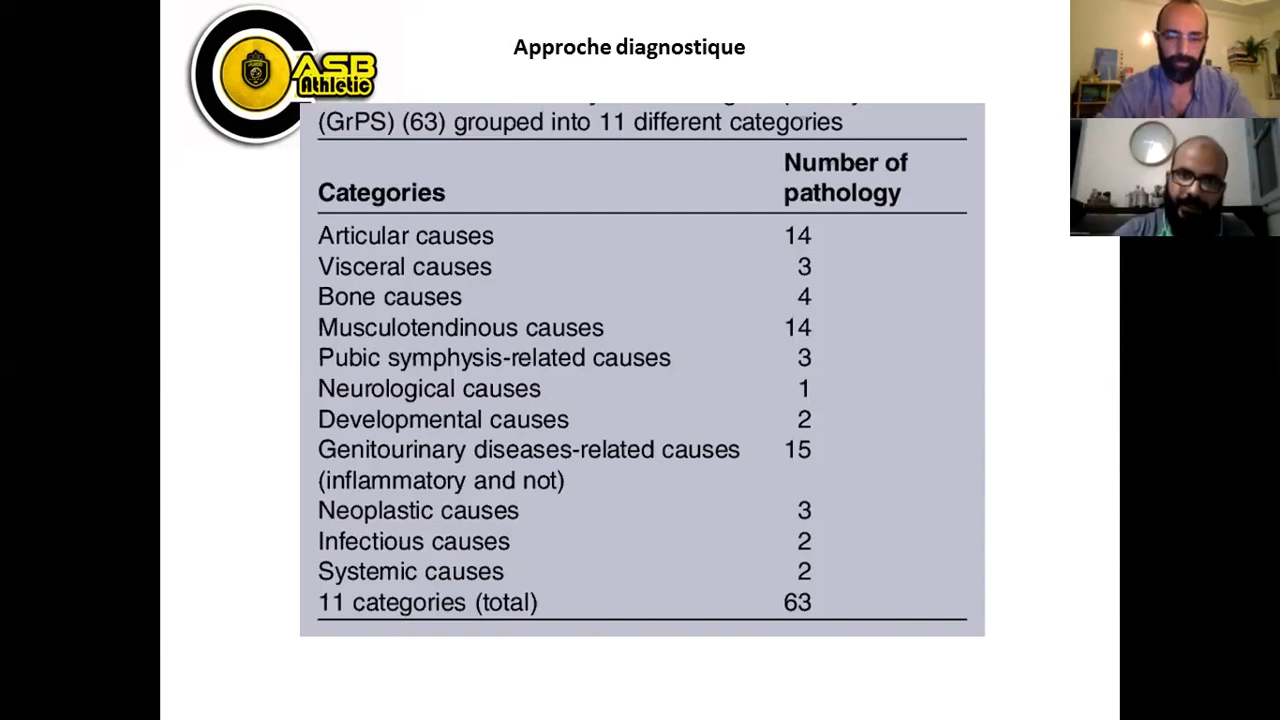 Approche diagnostique
ASB
Athletic
(GrPS) (63) grouped into 11 different categories
Categories Number of pathology
Articular causes 14
Visceral causes 3
Bone causes 4
Musculotendinous causes 14
Pubic symphysis-related causes 3
Neurological causes 1
Developmental causes 2
Genitourinary diseases-related causes 15
(inflammatory and not)
Neoplastic causes 3
Infectious causes 2
Systemic causes 2
11 categories (total) 63